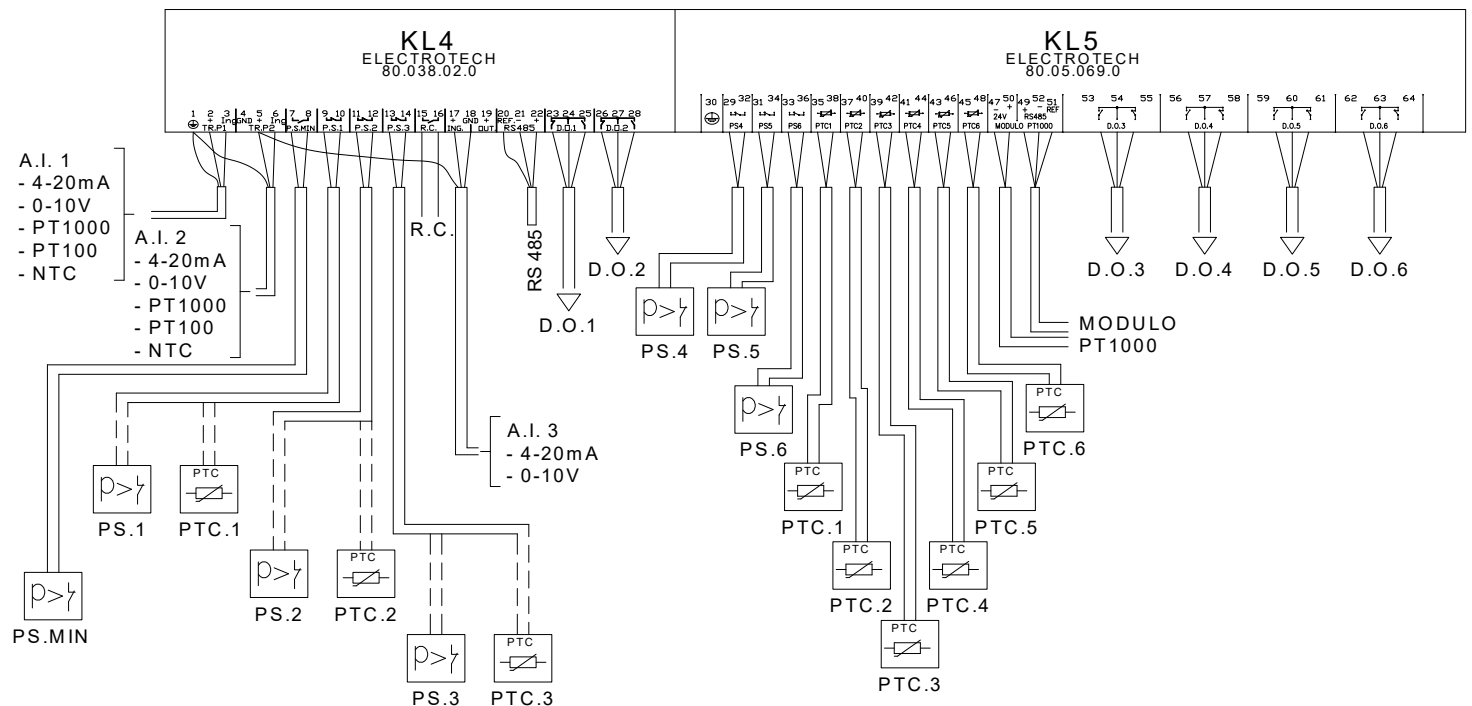 KL4
ELECTROTECH
80.038.02.0
KL5
ELECTROTECH
80.05.069.0
1 2 3 4 5 6 7 8 9 10 11 12 13 14 15 16 17 18 19 20 21 22 23 24 25 26 27 28
+ Ing GND + Ing + GND + REF. - +
TR.P1 TR.P2 P.S.MIN P.S.1 P.S.2 P.S.3 R.C. ING. OUT RS485 D.O.1 D.O.2
30 29 32 31 34 33 36 35 38 37 40 39 42 41 44 43 46 45 48 47 50 49 52 51 53 54 55 56 57 58 59 60 61 62 63 64
- + + - REF
24V RS485
PS4 PS5 PS6 PTC1 PTC2 PTC3 PTC4 PTC5 PTC6 MODULO PT1000 D.O.3 D.O.4 D.O.5 D.O.6
A.I. 1
- 4-20mA
- 0-10V
- PT1000
- PT100
- NTC
A.I. 2
- 4-20mA
- 0-10V
- PT1000
- PT100
- NTC
R.C.
RS 485
D.O.2
D.O.1
D.O.3
D.O.4
D.O.5
D.O.6
P>
PS.4
P>
PS.5
MODULO
PT1000
P>
PS.6
PTC
PTC.6
A.I. 3
- 4-20mA
- 0-10V
P>
PS.1
PTC
PTC.1
PTC
PTC.1
PTC
PTC.5
P>
PS.2
PTC
PTC.2
PTC
PTC.2
PTC
PTC.4
P>
PS.MIN
P>
PS.3
PTC
PTC.3
PTC
PTC.3